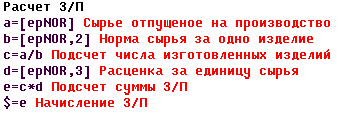 Расчет З/П
a=[epNOR] Сырье отпущеное на производство
b=[epNOR,2] Норма сырья за одно изделие
c=a/b Подсчет числа изготовленных изделий
d=[epNOR,3] Расценка за единицу сырья
e=c*d Подсчет суммы З/П
$=e Начисление З/П